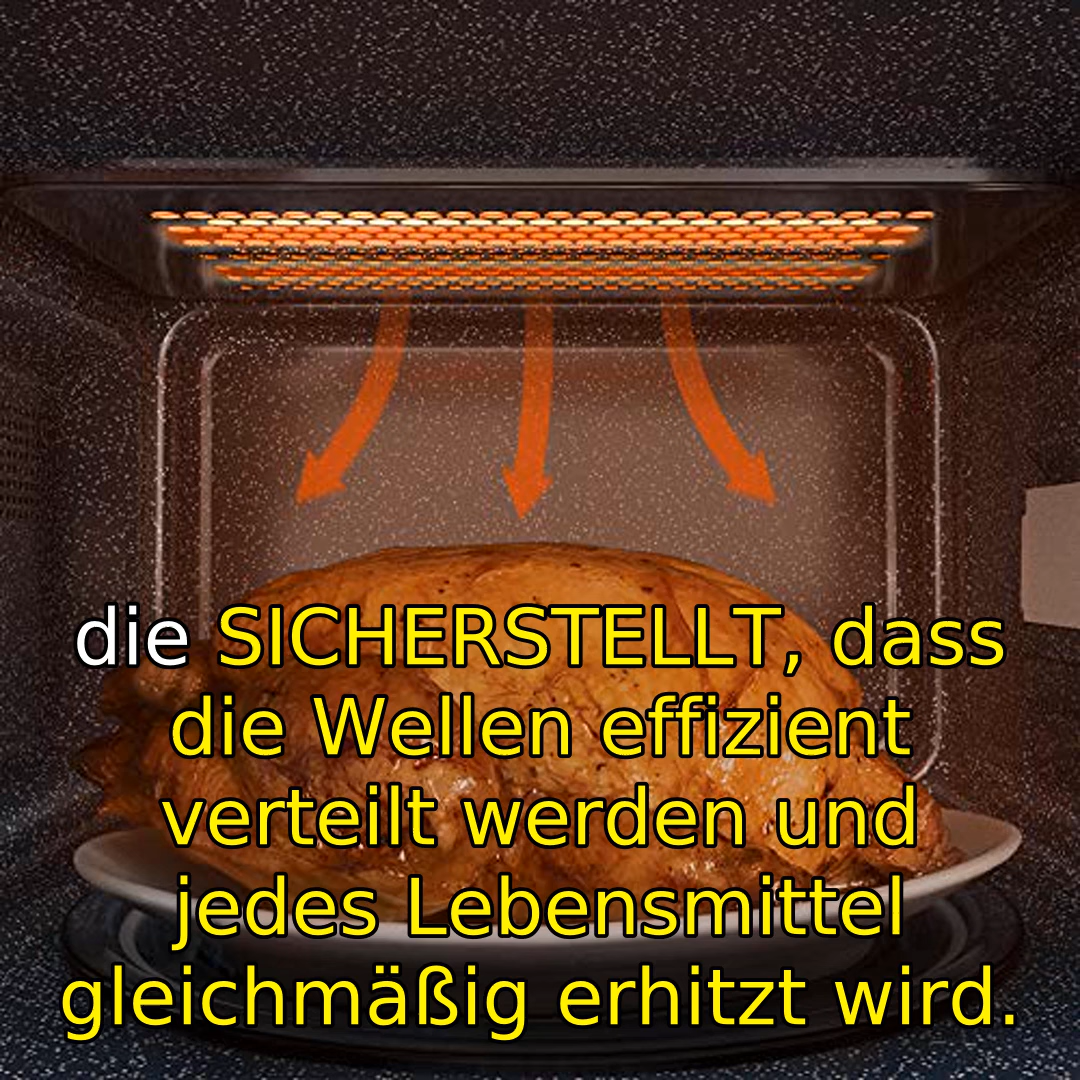 die SICHERSTELLT, dass
die Wellen effizient
verteilt werden und
jedes Lebensmittel
gleichmäßig erhitzt wird.